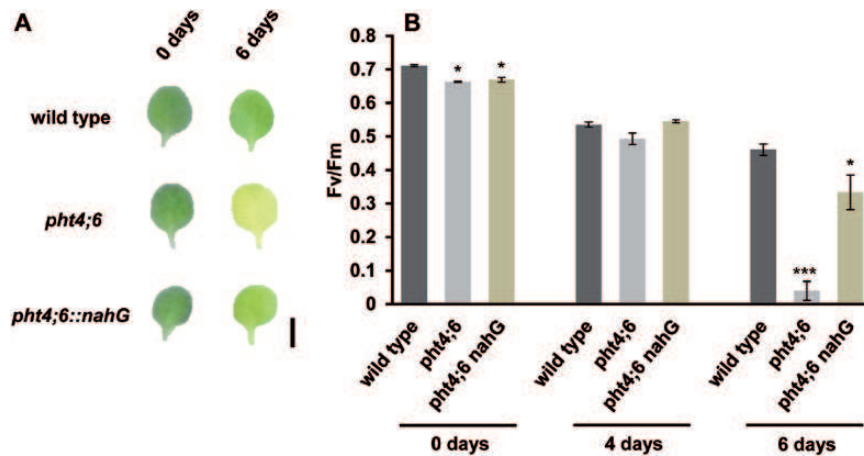 A
0 days
6 days
wild type
pht4;6
pht4;6::nahG
B
Fv/Fm
0.8
0.7
0.6
0.5
0.4
0.3
0.2
0.1
0
*
*
***
*
wild type
pht4;6
pht4;6 nahG
wild type
pht4;6
pht4;6 nahG
wild type
pht4;6
pht4;6 nahG
0 days
4 days
6 days